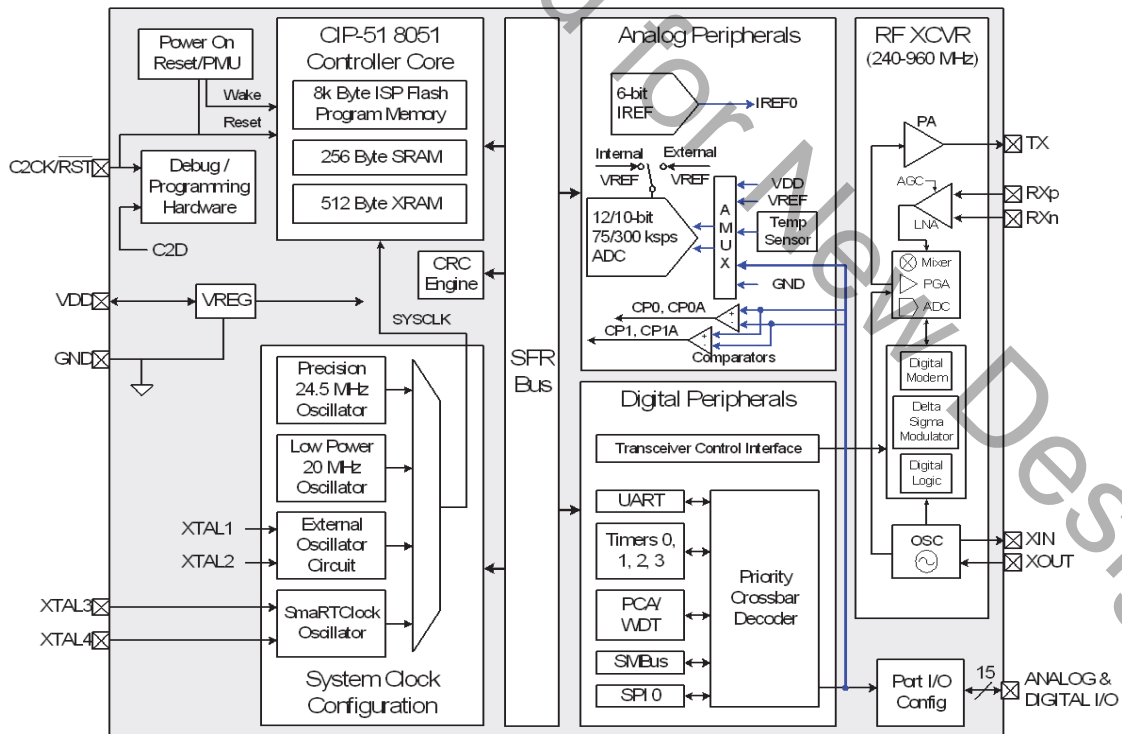 Power On
Reset/PMU
Wake
Reset
C2CK/RST
Debug /
Programming
Hardware
C2D
VDD
VREG
GND
CIP-51 8051
Controller Core
8k Byte ISP Flash
Program Memory
256 Byte SRAM
512 Byte XRAM
CRC
Engine
SYSCLK
Precision
24.5 MHz
Oscillator
Low Power
20 MHz
Oscillator
XTAL1
XTAL2
External
Oscillator
Circuit
XTAL3
XTAL4
SmaRTClock
Oscillator
System Clock
Configuration
SFR
Bus
Analog Peripherals
6-bit
IREF
IREF0
Internal
VREF
External
VREF
12/10-bit
75/300 ksps
ADC
A
M
U
X
VDD
VREF
Temp
Sensor
GND
CP0, CP0A
CP1, CP1A
+
-
+
-
Comparators
Digital Peripherals
Transceiver Control Interface
UART
Timers 0,
1, 2, 3
PCA/
WDT
SMBus
SPI 0
Priority
Crossbar
Decoder
RF XCVR
(240-960 MHz)
PA
TX
AGC
LNA
RXp
RXn
Mixer
PGA
ADC
Digital
Modem
Delta
Sigma
Modulator
Digital
Logic
OSC
XIN
XOUT
Port I/O
Config
15
ANALOG &
DIGITAL I/O
for New Desi